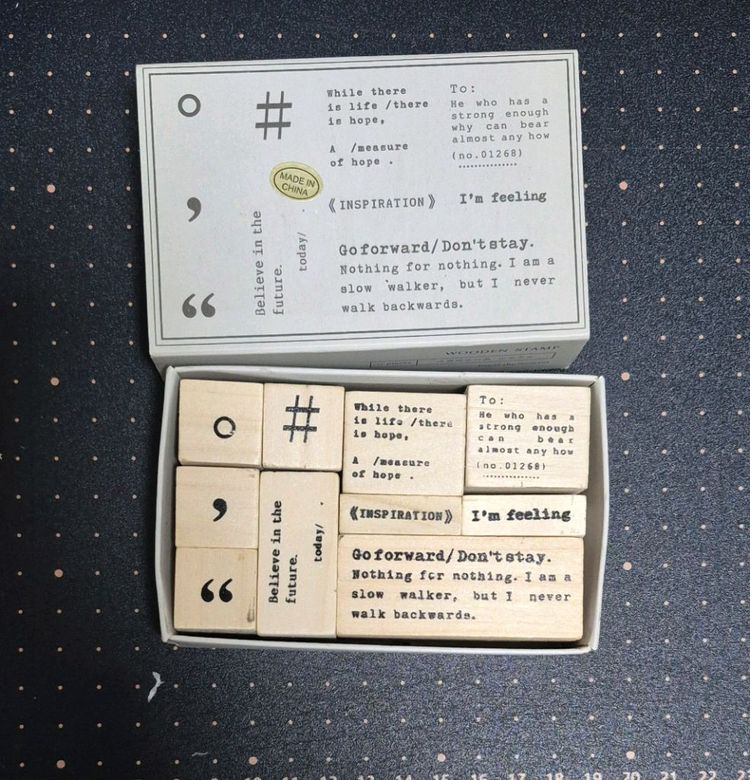 °
#
While there
is life /there
is hope,
A /measure
of hope .
To:
He who has a
strong enough
why can bear
almost any how
(no.01268)
MADE IN
CHINA
,
Believe in the
future.
today/ .
《INSPIRATION》
I'm feeling
“
Goforward/Don'tstay.
Nothing for nothing. I am a
slow walker, but I never
walk backwards.
WOODEN STAMP
°
#
While there
is life /there
is hope,
A /measure
of hope .
To:
He who has a
strong enough
can bear
almost any how
(no.01268)
,
Believe in the
future.
today/ .
《INSPIRATION》
I'm feeling
“
Goforward/Don'tstay.
Nothing for nothing. I am a
slow walker, but I never
walk backwards.